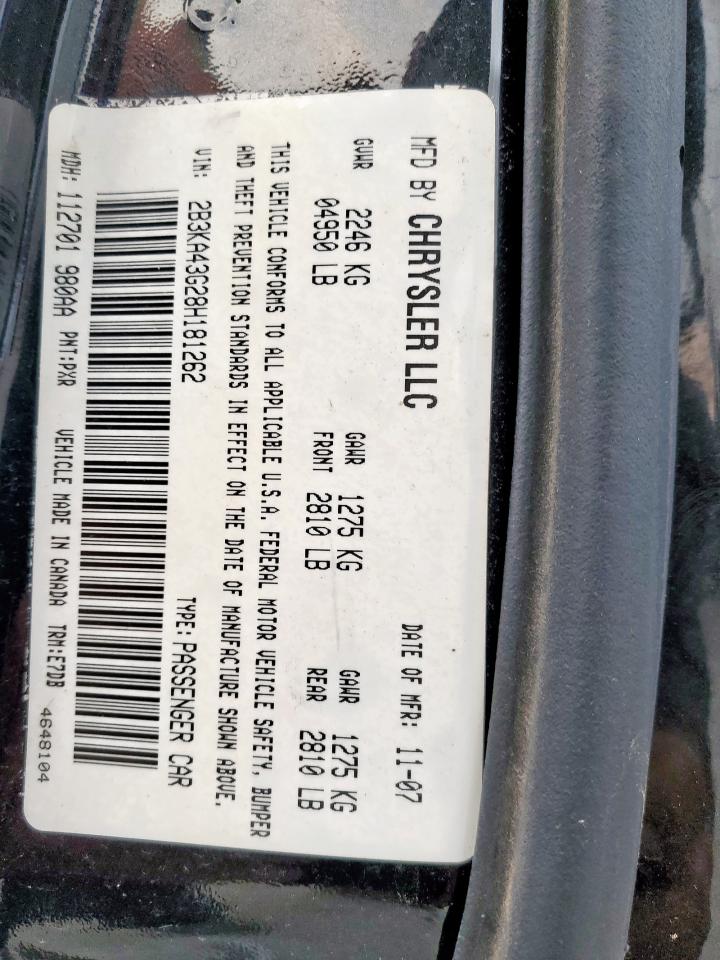 MFD BY CHRYSLER LLC DATE OF MFR: 11-07
GVWR 2246 KG GAWR 1275 KG GAWR 1275 KG
04950 LB FRONT 2810 LB REAR 2810 LB
THIS VEHICLE CONFORMS TO ALL APPLICABLE U.S.A. FEDERAL MOTOR VEHICLE SAFETY, BUMPER
AND THEFT PREVENTION STANDARDS IN EFFECT ON THE DATE OF MANUFACTURE SHOWN ABOVE.
VIN: 2B3KA43G28H181262 TYPE: PASSENGER CAR
MDH: 112701 980AA PNT:PXR VEHICLE MADE IN CANADA TRM:E7DB 4648104